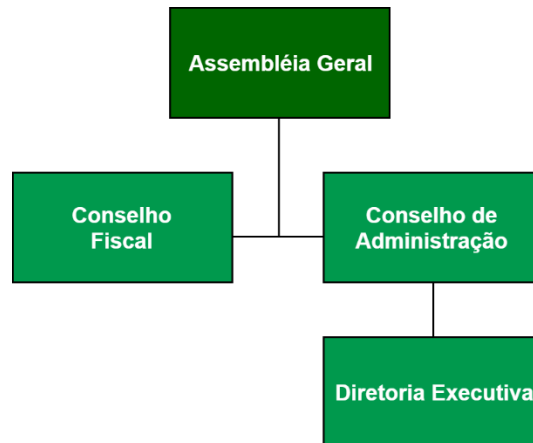 Assembléia Geral
Conselho
Fiscal
Conselho de
Administração
Diretoria Executiva